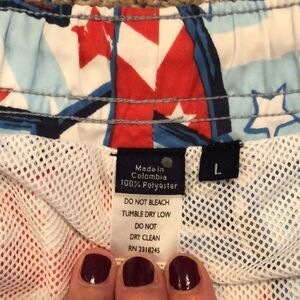 Made in
Colombia
100% Polyester
L
DO NOT BLEACH
TUMBLE DRY LOW
DO NOT
DRY CLEAN
RN 2318245